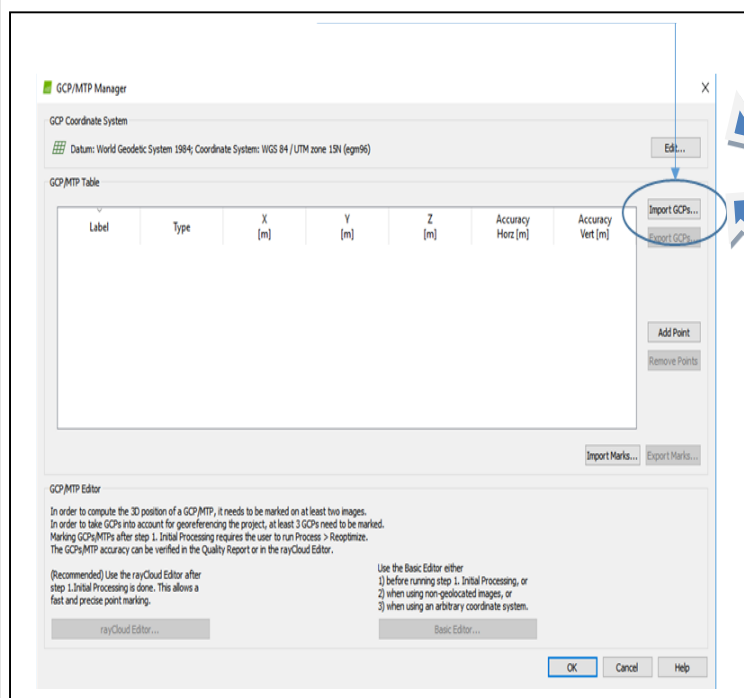 GCP/MTP Manager
X
GCP Coordinate System
Datum: World Geodetic System 1984; Coordinate System: WGS 84 / UTM zone 15N (egm96)
Edit...
GCP/MTP Table
Label
Type
X
[m]
Y
[m]
Z
[m]
Accuracy
Horz [m]
Accuracy
Vert [m]
Import GCPs...
Export GCPs...
Add Point
Remove Points
Import Marks...
Export Marks...
GCP/MTP Editor
In order to compute the 3D position of a GCP/MTP, it needs to be marked on at least two images.
In order to take GCPs into account for georeferencing the project, at least 3 GCPs need to be marked.
Marking GCPs/MTPs after step 1. Initial Processing requires the user to run Process > Reoptimize.
The GCPs/MTP accuracy can be verified in the Quality Report or in the rayCloud Editor.
(Recommended) Use the rayCloud Editor after
step 1.Initial Processing is done. This allows a
fast and precise point marking.
rayCloud Editor...
Use the Basic Editor either
1) before running step 1. Initial Processing, or
2) when using non-geolocated images, or
3) when using an arbitrary coordinate system.
Basic Editor...
OK
Cancel
Help